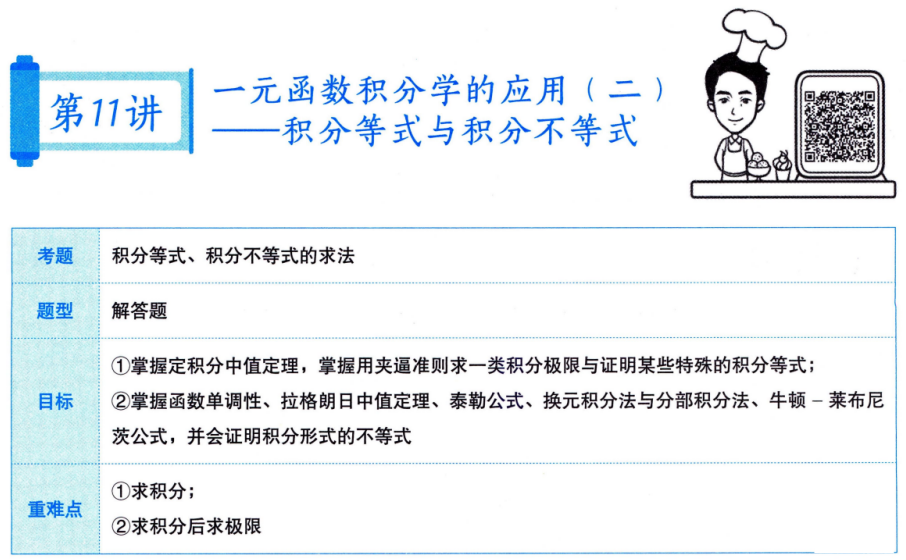 第11讲
一元函数积分学的应用（二）
——积分等式与积分不等式
考题
积分等式、积分不等式的求法
题型
解答题
目标
①掌握定积分中值定理，掌握用夹逼准则求一类积分极限与证明某些特殊的积分等式；
②掌握函数单调性、拉格朗日中值定理、泰勒公式、换元积分法与分部积分法、牛顿－莱布尼
茨公式，并会证明积分形式的不等式
重难点
①求积分；
②求积分后求极限